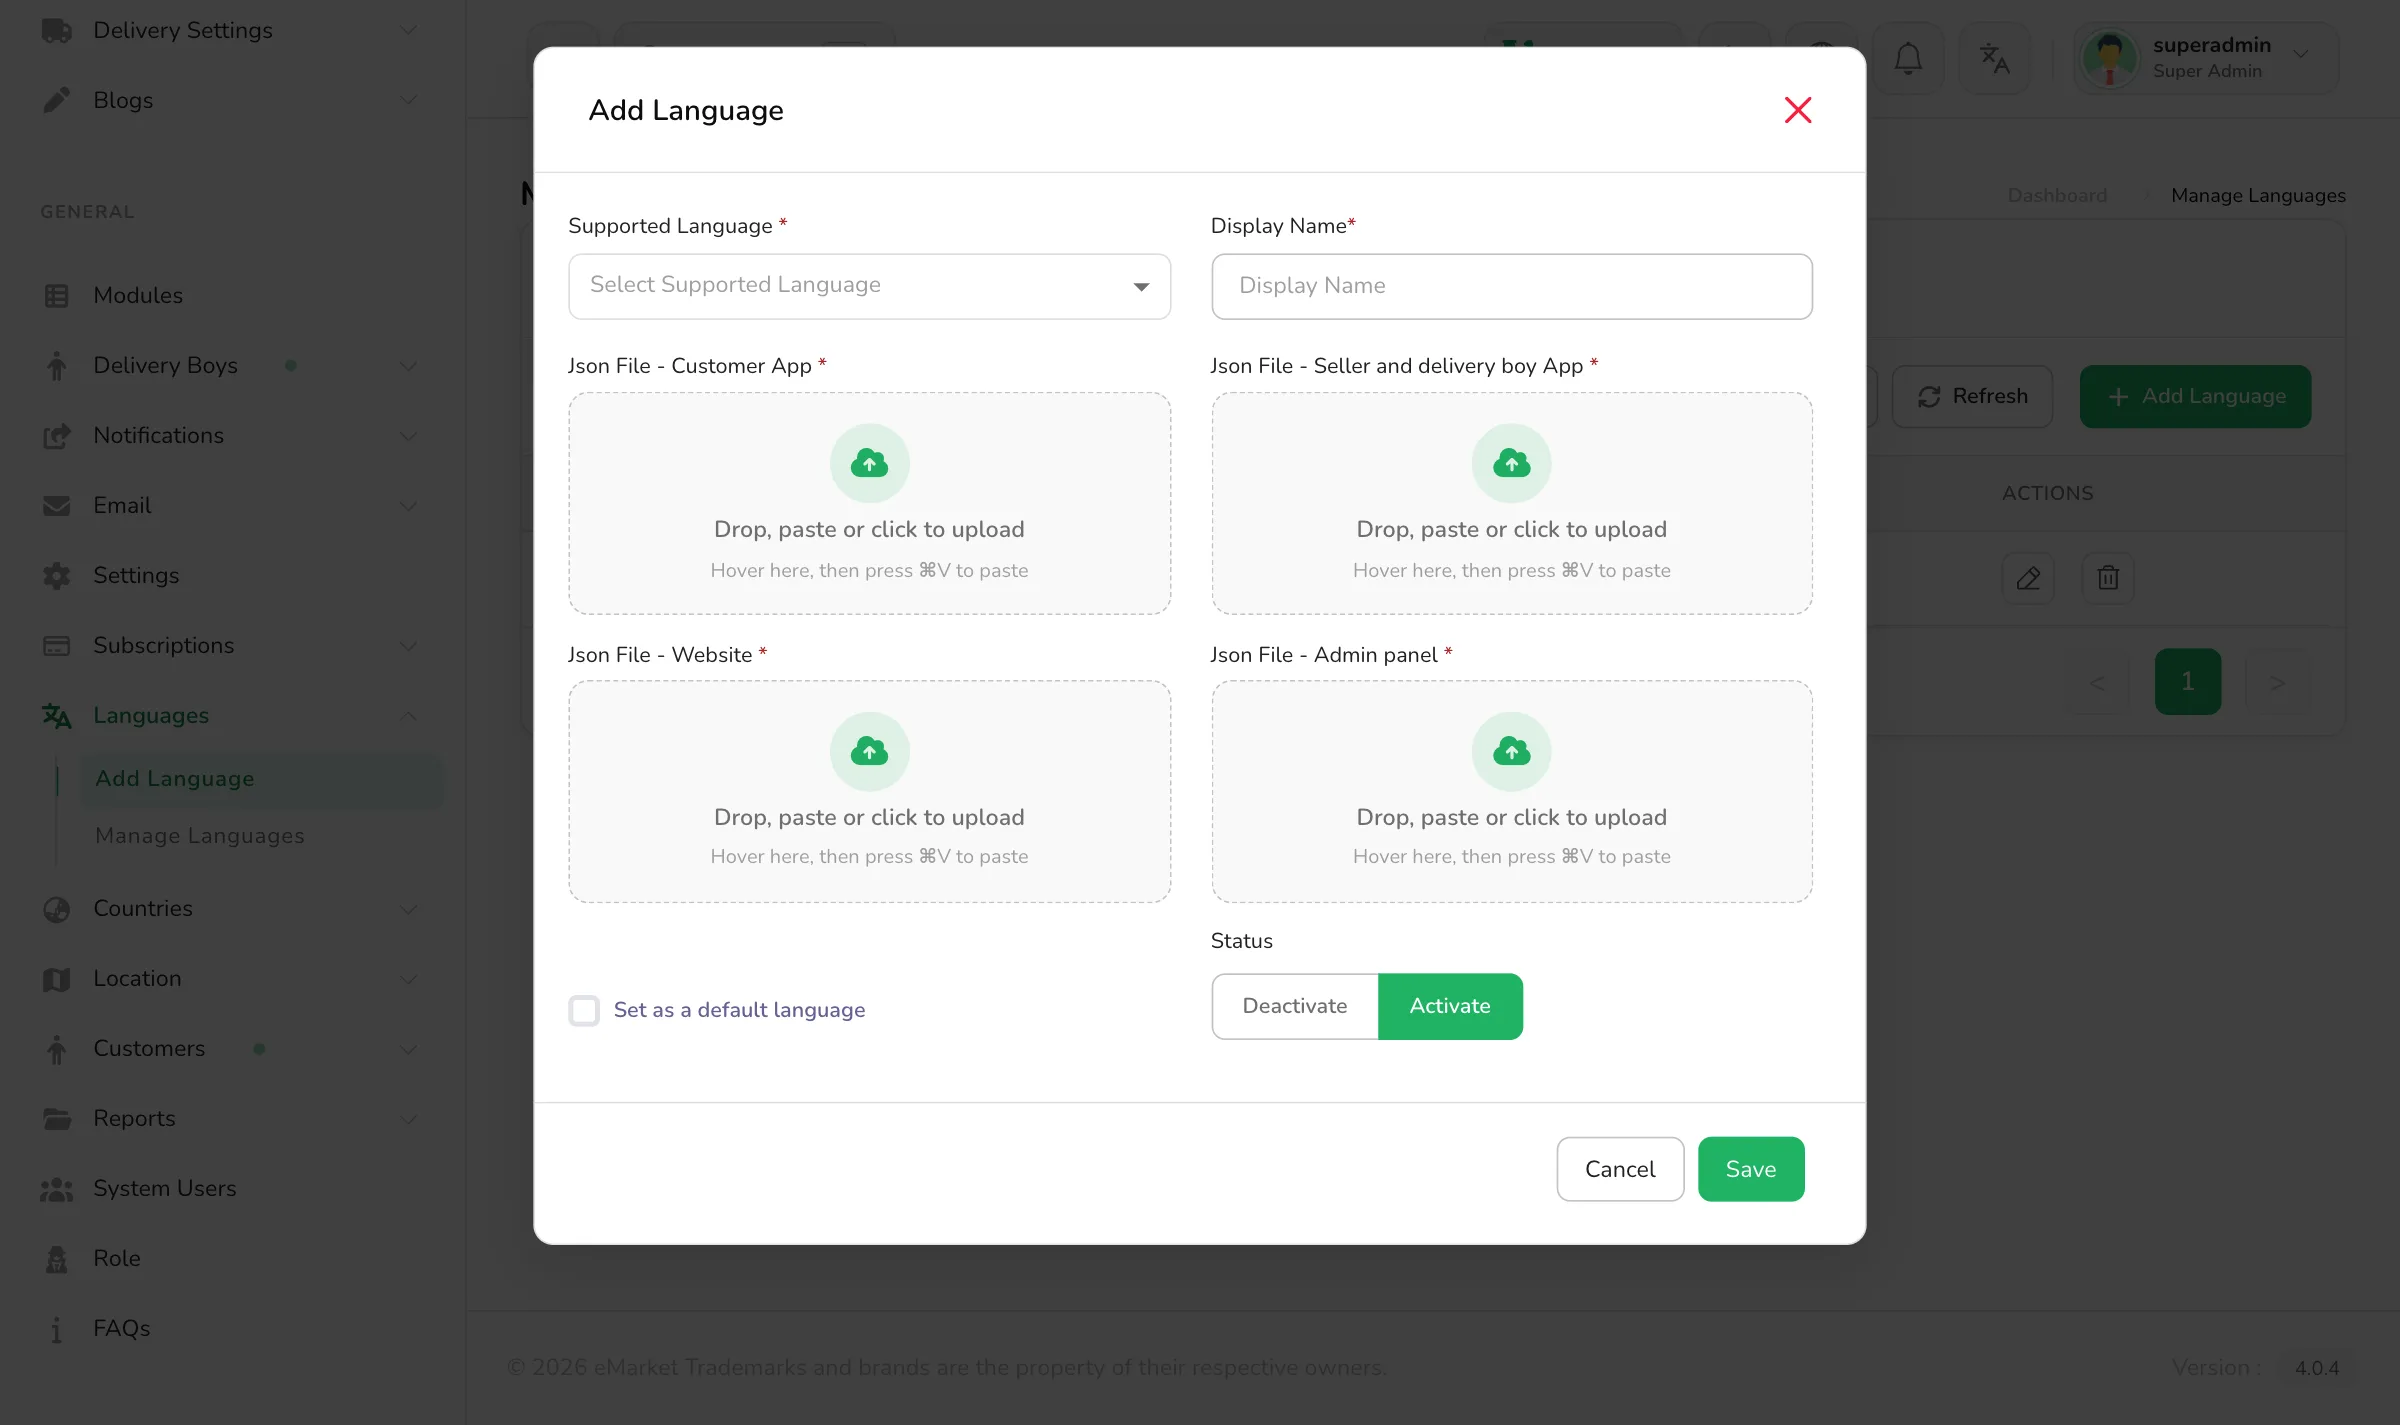 Delivery Settings
Blogs
GENERAL
Modules
Delivery Boys
Notifications
Email
Settings
Subscriptions
Languages
Add Language
Manage Languages
Countries
Location
Customers
Reports
System Users
Role
FAQs
superadmin
Super Admin
Dashboard
Manage Languages
Refresh
Add Language
ACTIONS
< 1 >
Add Language
Supported Language *
Select Supported Language
Display Name*
Display Name
Json File - Customer App *
Drop, paste or click to upload
Hover here, then press ⌘V to paste
Json File - Seller and delivery boy App *
Drop, paste or click to upload
Hover here, then press ⌘V to paste
Json File - Website *
Drop, paste or click to upload
Hover here, then press ⌘V to paste
Json File - Admin panel *
Drop, paste or click to upload
Hover here, then press ⌘V to paste
Set as a default language
Status
Deactivate
Activate
Cancel
Save
© 2026 eMarket Trademarks and brands are the property of their respective owners.
Version : 4.0.4